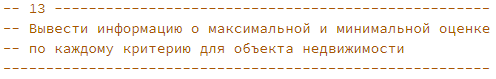 -- 13 ----------------------------------------------------
-- Вывести информацию о максимальной и минимальной оценке
-- по каждому критерию для объекта недвижимости
----------------------------------------------------------